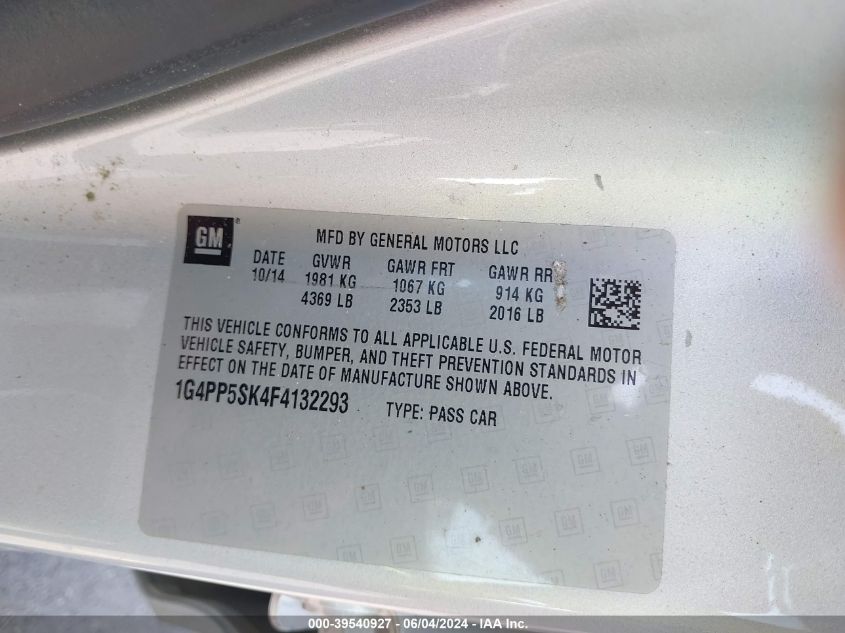 GM®
MFD BY GENERAL MOTORS LLC
DATE GVWR GAWR FRT GAWR RR
10/14 1981 KG 1067 KG 914 KG
4369 LB 2353 LB 2016 LB
THIS VEHICLE CONFORMS TO ALL APPLICABLE U.S. FEDERAL MOTOR
VEHICLE SAFETY, BUMPER, AND THEFT PREVENTION STANDARDS IN
EFFECT ON THE DATE OF MANUFACTURE SHOWN ABOVE.
1G4PP5SK4F4132293 TYPE: PASS CAR
000-39540927 - 06/04/2024 - IAA Inc.